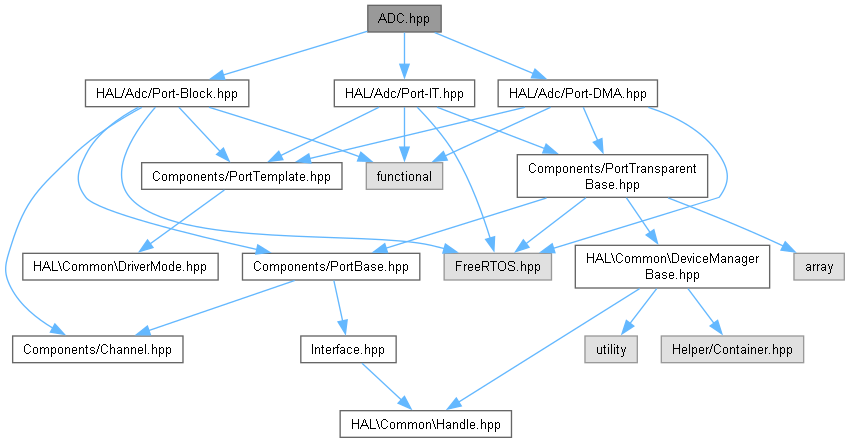 ADC.hpp
HAL/Adc/Port-Block.hpp
HAL/Adc/Port-IT.hpp
HAL/Adc/Port-DMA.hpp
Components/PortTemplate.hpp
functional
Components/PortTransparent
Base.hpp
HAL\Common\DriverMode.hpp
Components/PortBase.hpp
FreeRTOS.hpp
HAL\Common\DeviceManager
Base.hpp
array
Components/Channel.hpp
Interface.hpp
utility
Helper/Container.hpp
HAL\Common\Handle.hpp